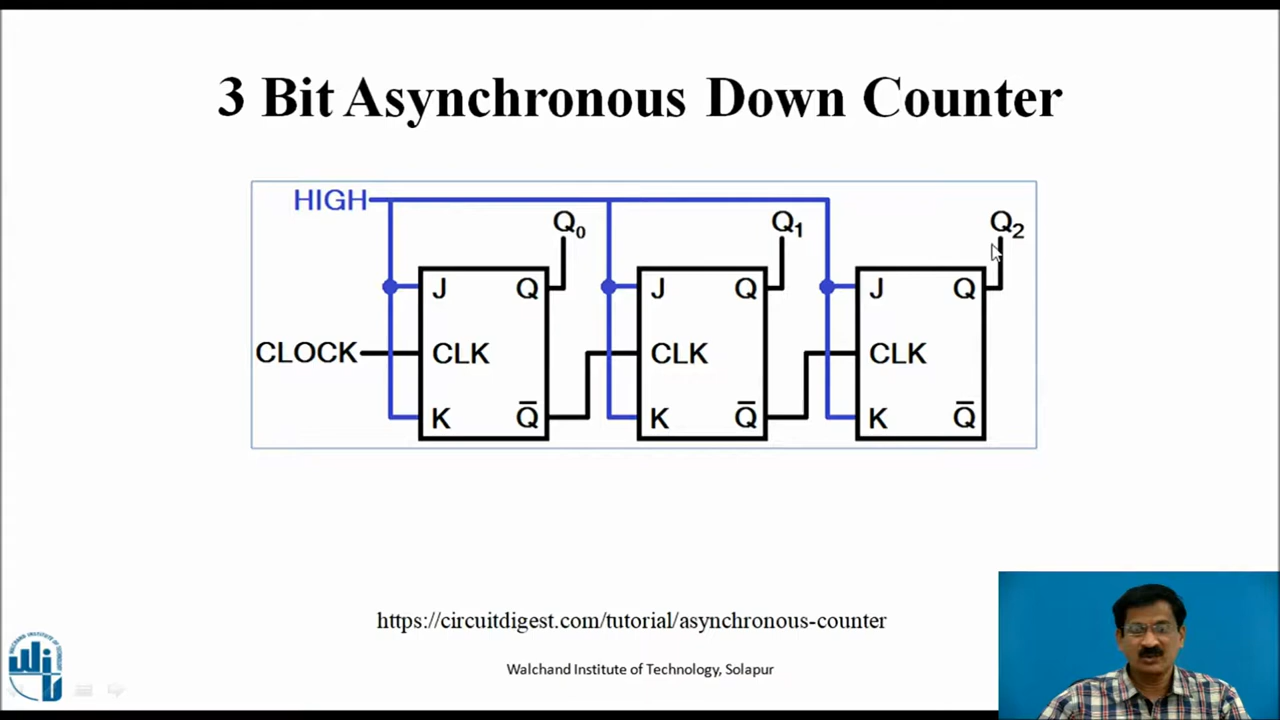 3 Bit Asynchronous Down Counter
HIGH
Q0 Q1 Q2
J Q J Q J Q
CLOCK CLK CLK CLK
K Q̅ K Q̅ K Q̅
https://circuitdigest.com/tutorial/asynchronous-counter
Walchand Institute of Technology, Solapur